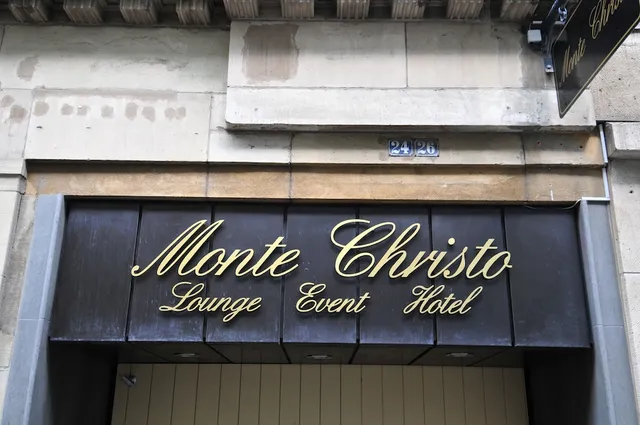 Monte Christo
24 26
Monte Christo
Lounge Event Hotel